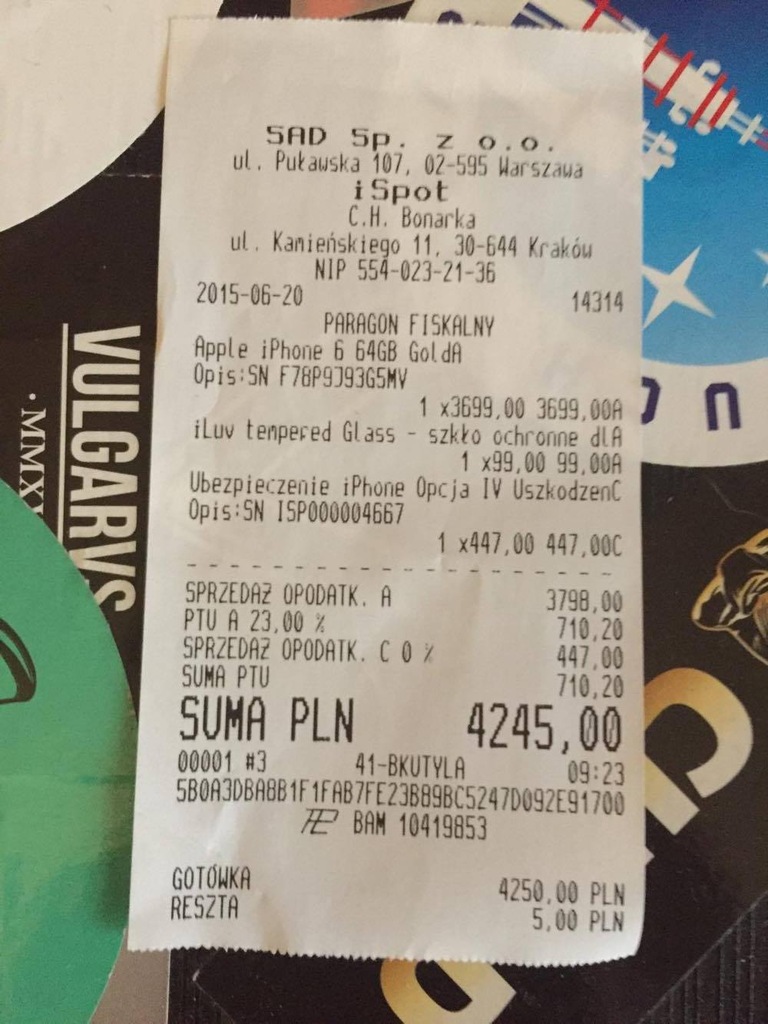 SAD Sp. z o.o.
ul. Puławska 107, 02-595 Warszawa
iSpot
C.H. Bonarka
ul. Kamieńskiego 11, 30-644 Kraków
NIP 554-023-21-36
2015-06-20 14314
PARAGON FISKALNY
Apple iPhone 6 64GB GoldA
Opis:SN F78P9J93G5MV
1 x3699,00 3699,00A
iLuv tempered Glass - szkło ochronne dlA
1 x99,00 99,00A
Ubezpieczenie iPhone Opcja IV UszkodzenC
Opis:SN ISP000004667
1 x447,00 447,00C
SPRZEDAŻ OPODATK. A 3798,00
PTU A 23,00 % 710,20
SPRZEDAŻ OPODATK. C 0 % 447,00
SUMA PTU 710,20
SUMA PLN 4245,00
00001 #3 41-BKUTYLA 09:23
5B0A3DBA8B1F1FAB7FE23B89BC5247D092E91700
BAM 10419853
GOTÓWKA 4250,00 PLN
RESZTA 5,00 PLN
VULGARVS